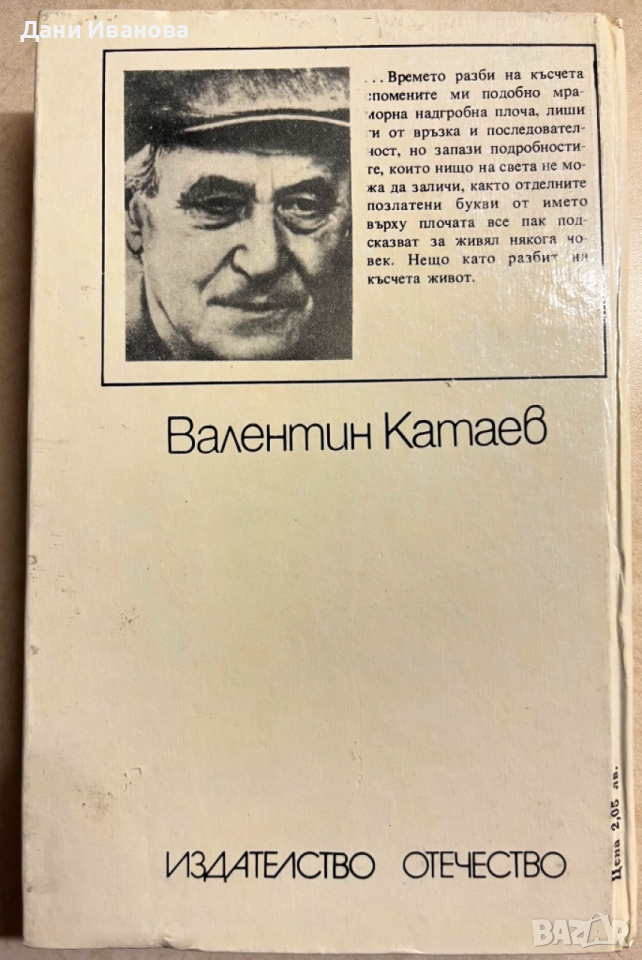 Дани Иванова
...Времето разби на късчета
спомените ми подобно мра-
морна надгробна плоча, лиши
ги от връзка и последовател-
ност, но запази подробности-
те, които нищо на света не мо-
жа да заличи, както отделните
позлатени букви от името
върху плочата все пак под-
сказват за живял някога чо-
век. Нещо като разбит на
късчета живот.
Валентин Катаев
Цена 2,05 лв.
ИЗДАТЕЛСТВО ОТЕЧЕСТВО
BAZAR